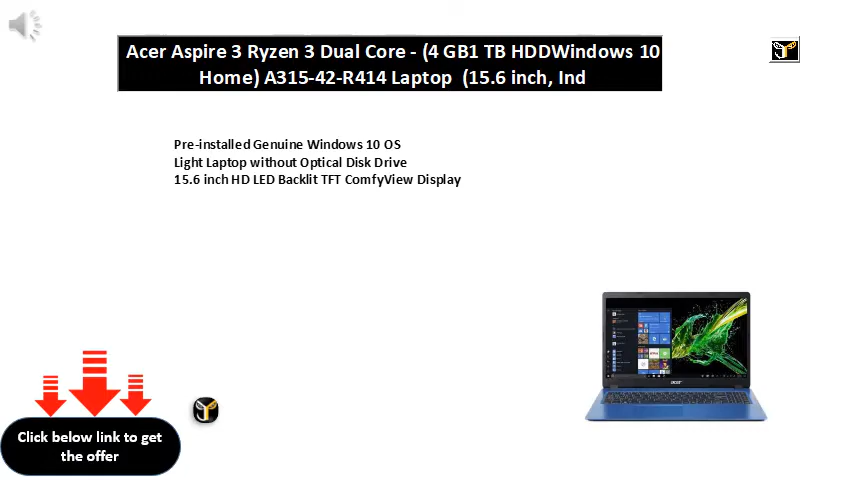 Acer Aspire 3 Ryzen 3 Dual Core - (4 GB1 TB HDDWindows 10
Home) A315-42-R414 Laptop (15.6 inch, Ind
Pre-installed Genuine Windows 10 OS
Light Laptop without Optical Disk Drive
15.6 inch HD LED Backlit TFT ComfyView Display
acer
Click below link to get
the offer